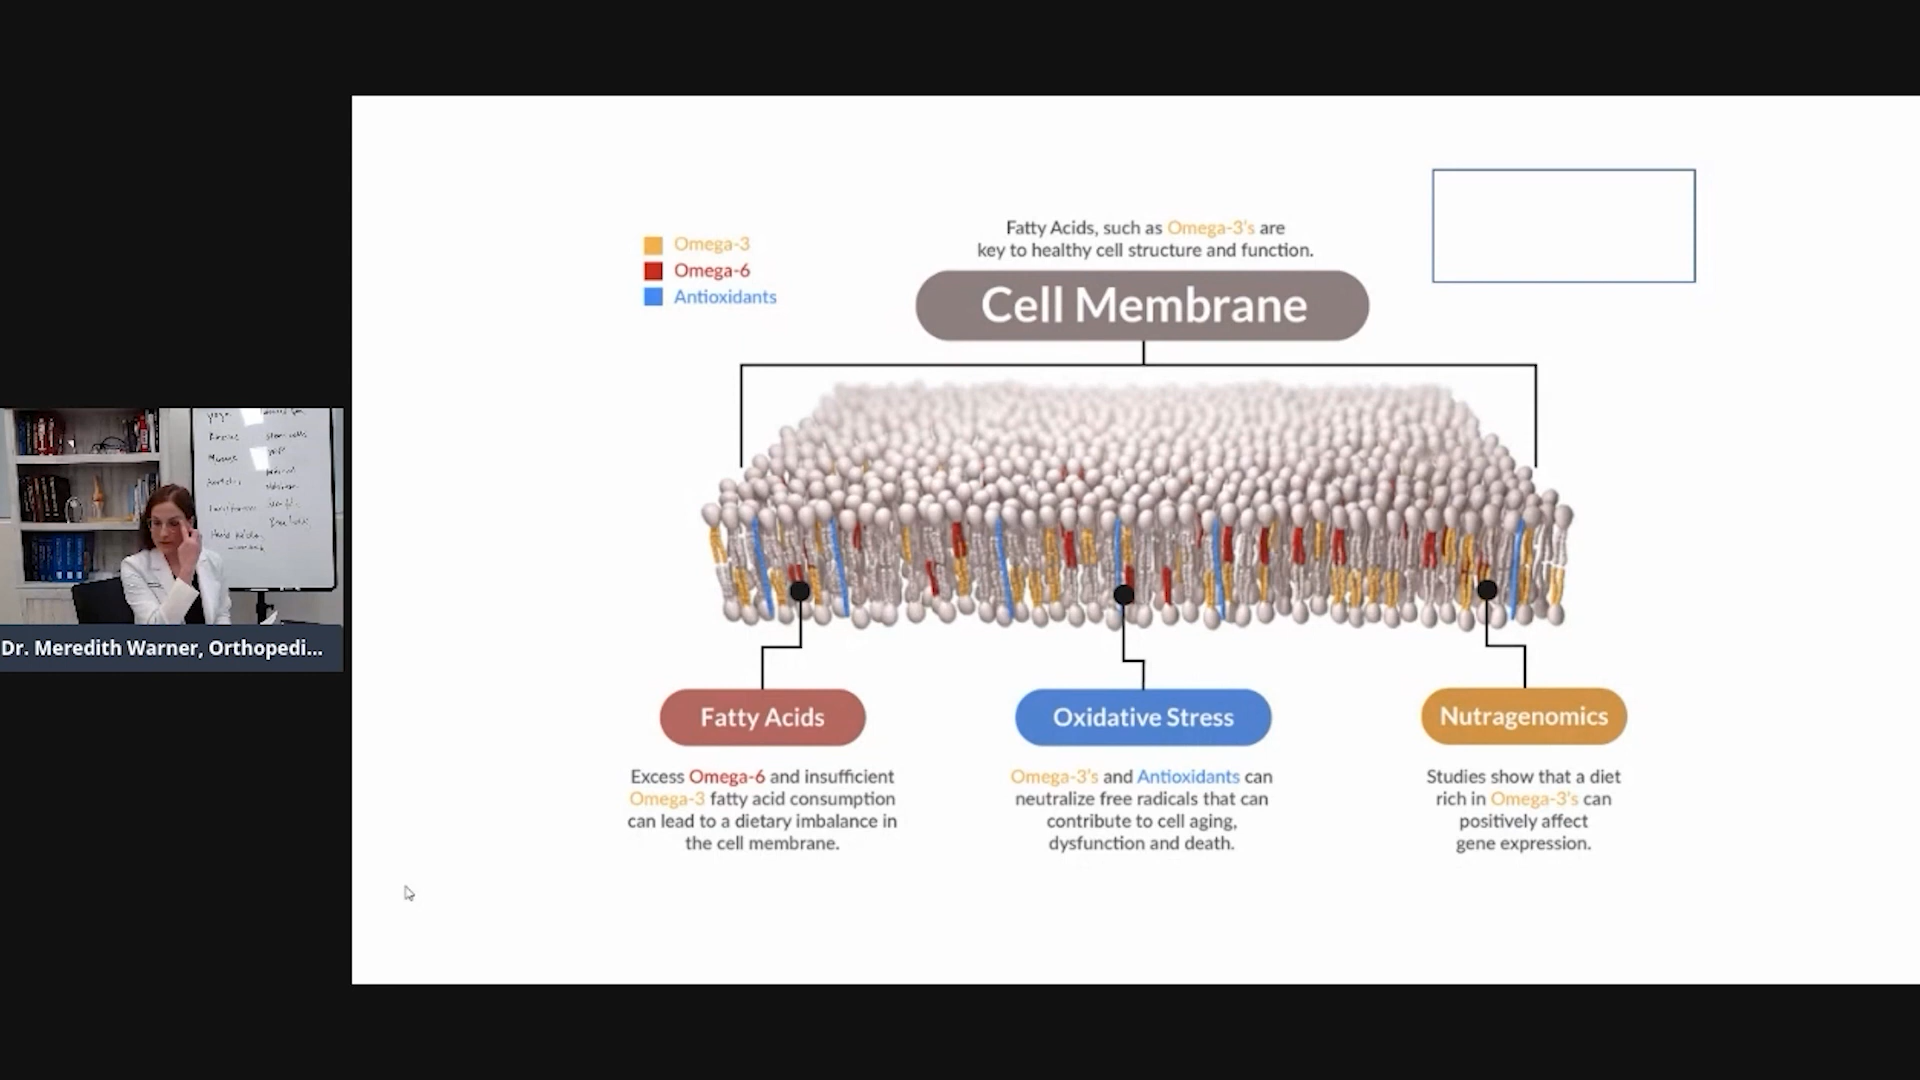 Omega-3
Omega-6
Antioxidants
Fatty Acids, such as Omega-3's are
key to healthy cell structure and function.
Cell Membrane
Fatty Acids
Excess Omega-6 and insufficient
Omega-3 fatty acid consumption
can lead to a dietary imbalance in
the cell membrane.
Oxidative Stress
Omega-3's and Antioxidants can
neutralize free radicals that can
contribute to cell aging,
dysfunction and death.
Nutragenomics
Studies show that a diet
rich in Omega-3's can
positively affect
gene expression.
yoga
stem cells
Dr. Meredith Warner, Orthopedi...